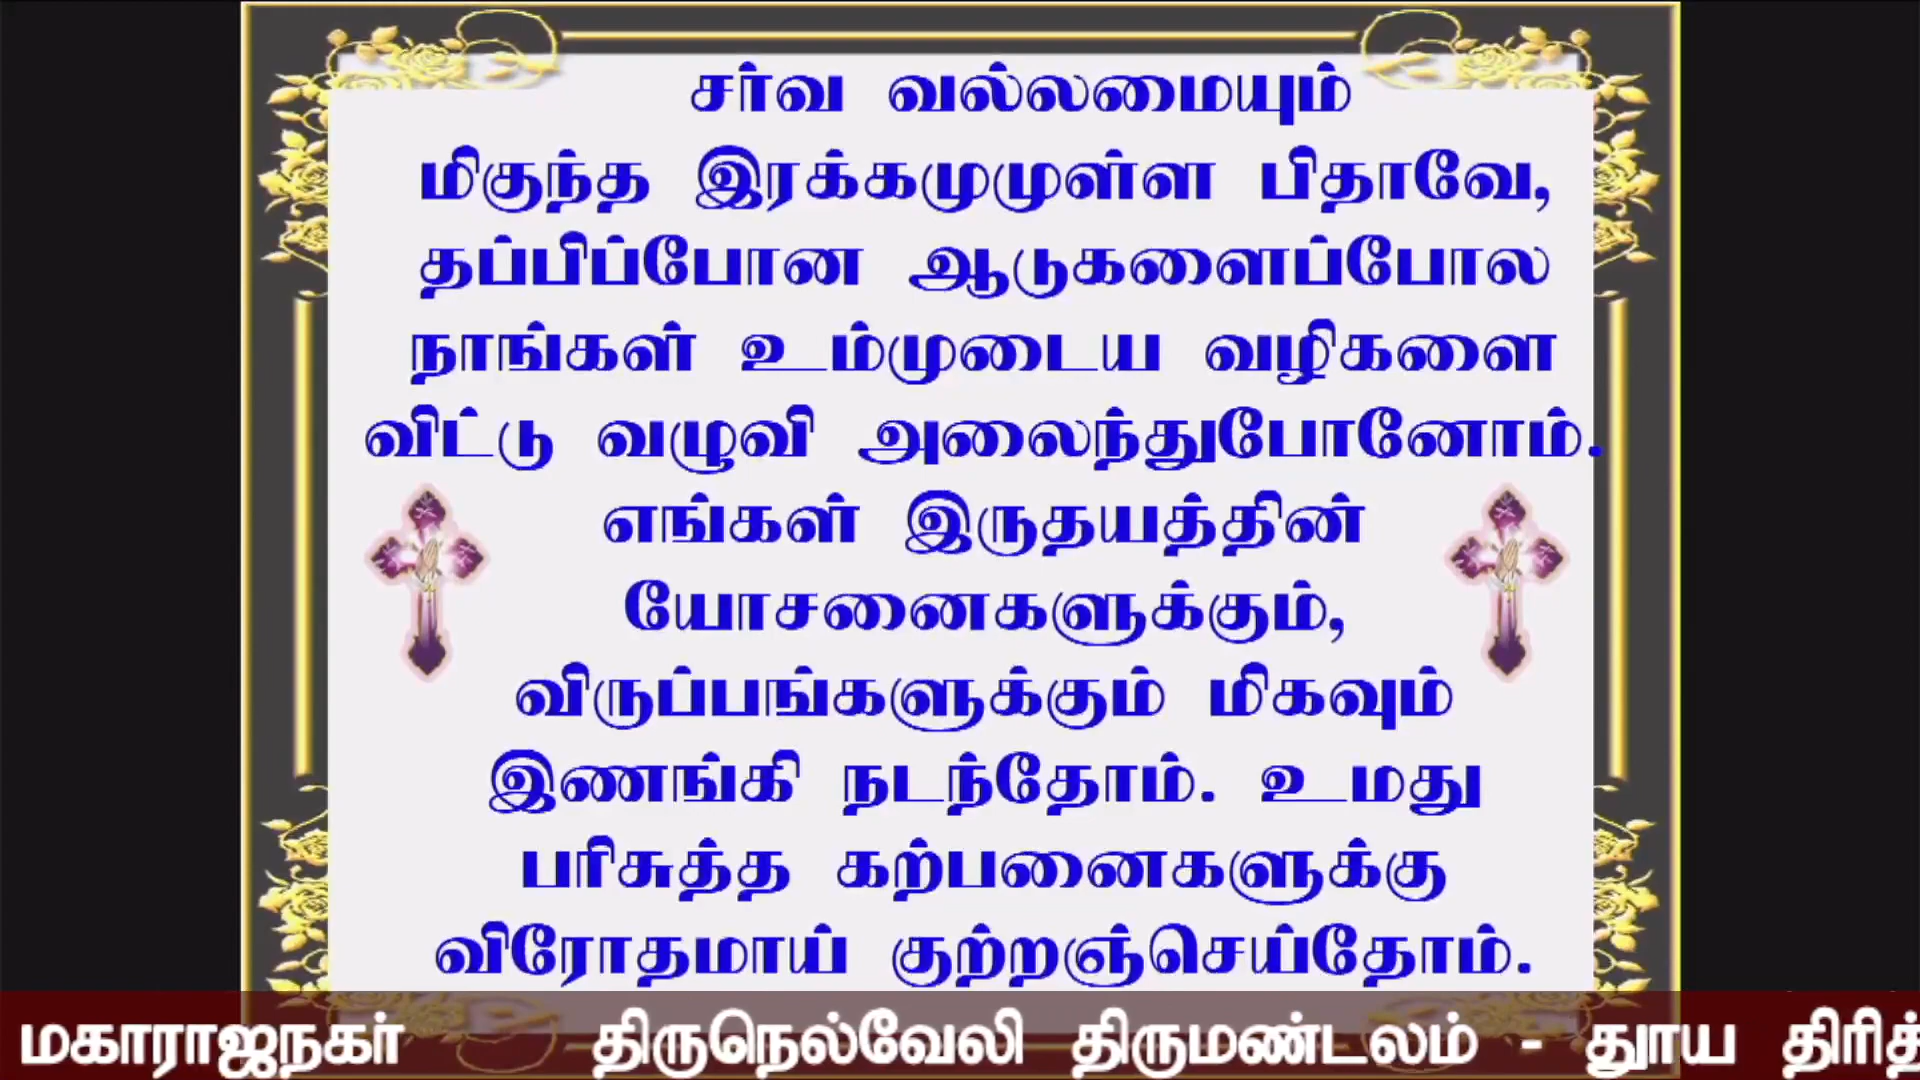 சர்வ வல்லமையும்
மிகுந்த இரக்கமுமுள்ள பிதாவே,
தப்பிப்போன ஆடுகளைப்போல
நாங்கள் உம்முடைய வழிகளை
விட்டு வழுவி அலைந்துபோனோம்.
எங்கள் இருதயத்தின்
யோசனைகளுக்கும்,
விருப்பங்களுக்கும் மிகவும்
இணங்கி நடந்தோம். உமது
பரிசுத்த கற்பனைகளுக்கு
விரோதமாய் குற்றஞ்செய்தோம்.
மகாராஜநகர் திருநெல்வேலி திருமண்டலம் - தூய